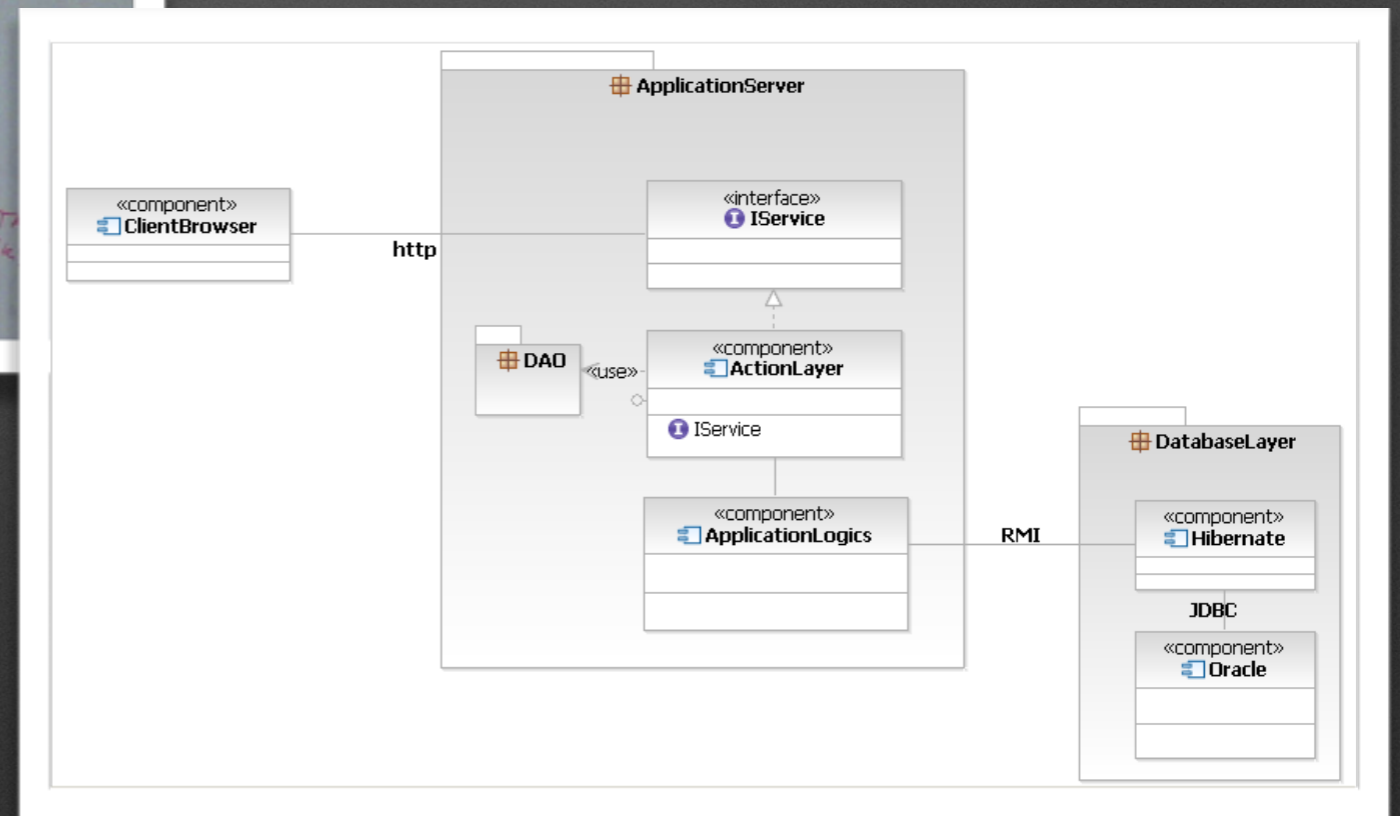 ApplicationServer
«component»
ClientBrowser
http
«interface»
IService
DAO
«use»
«component»
ActionLayer
IService
«component»
ApplicationLogics
RMI
DatabaseLayer
«component»
Hibernate
JDBC
«component»
Oracle